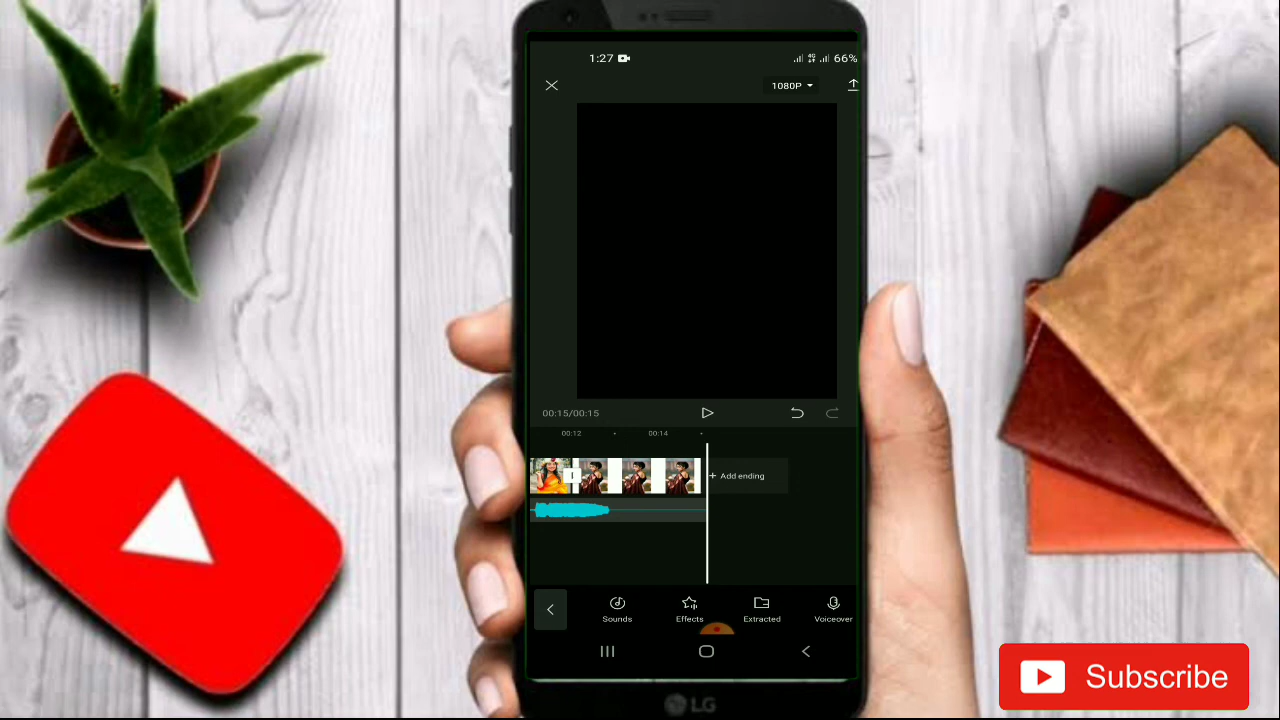 1:27
66%
1080P
00:15/00:15
00:12
00:14
+ Add ending
Sounds
Effects
Extracted
Voiceover
LG
Subscribe